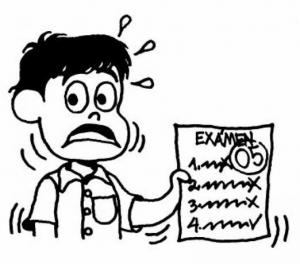 EXAMEN
1. X 05
2. X
3. X
4. V